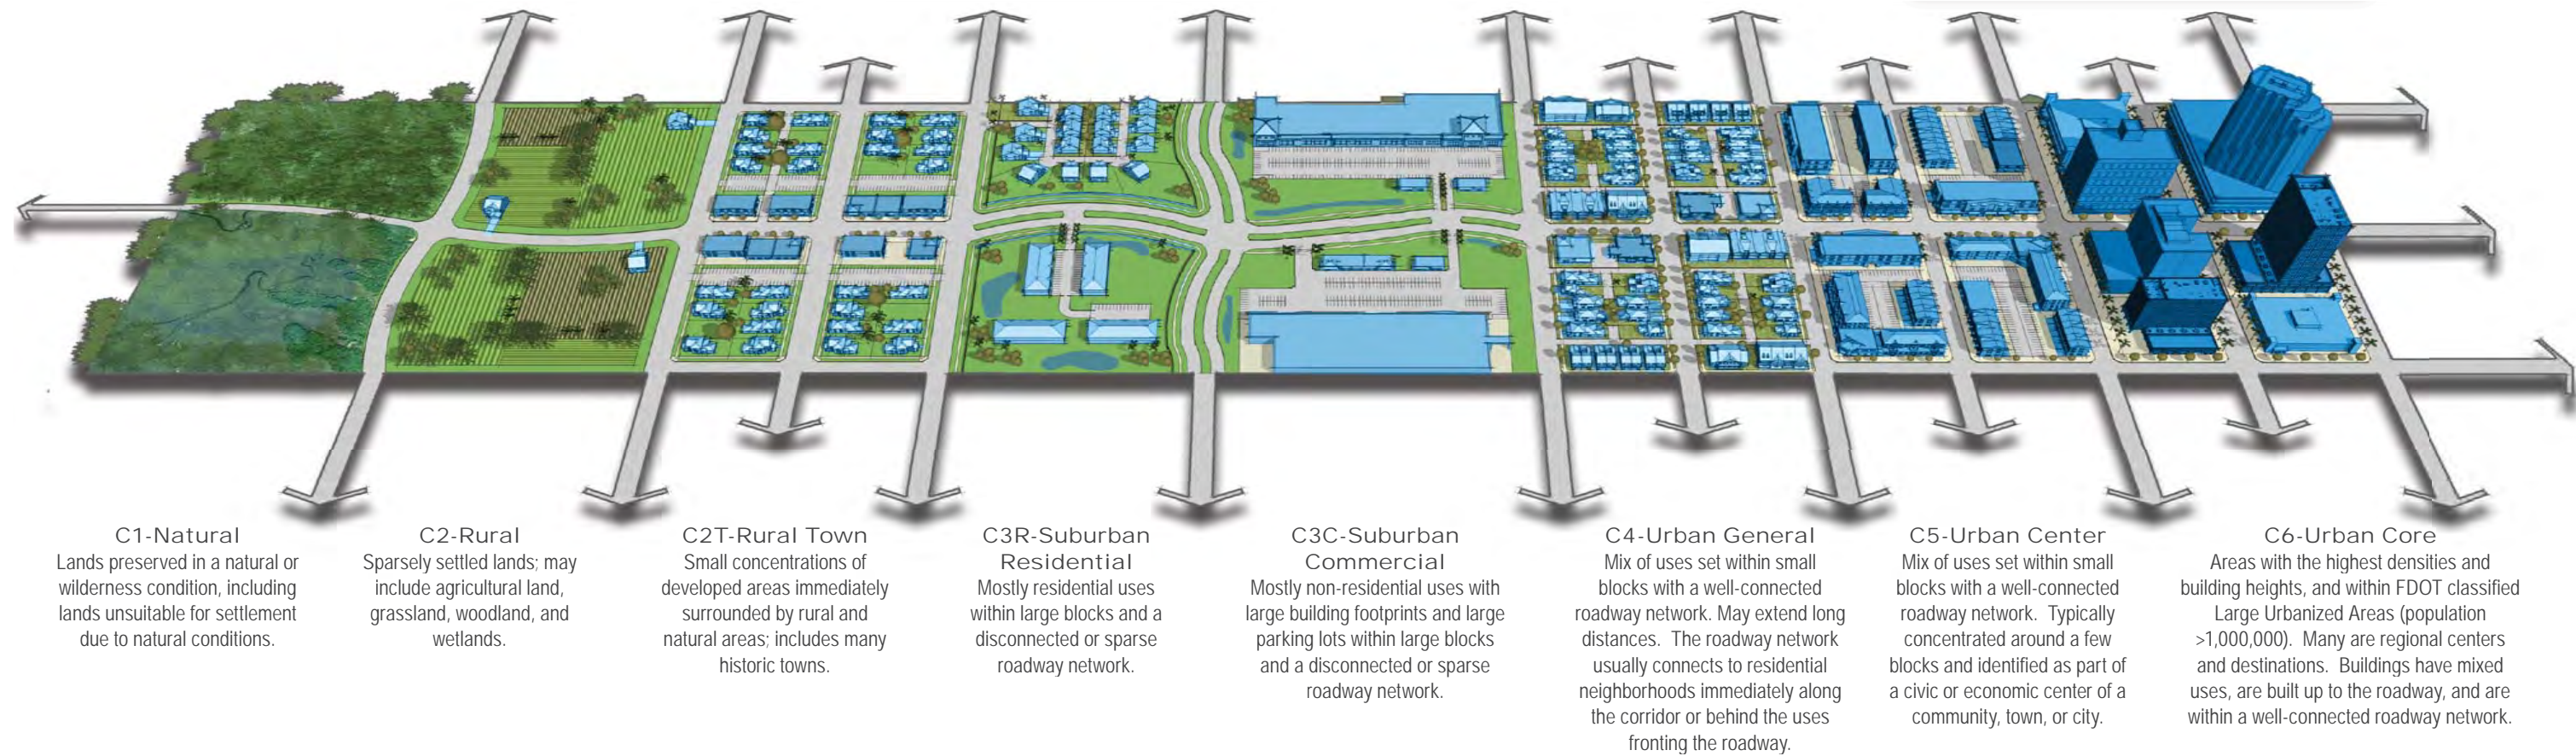 C1-Natural
Lands preserved in a natural or
wilderness condition, including
lands unsuitable for settlement
due to natural conditions.
C2-Rural
Sparsely settled lands; may
include agricultural land,
grassland, woodland, and
wetlands.
C2T-Rural Town
Small concentrations of
developed areas immediately
surrounded by rural and
natural areas; includes many
historic towns.
C3R-Suburban
Residential
Mostly residential uses
within large blocks and a
disconnected or sparse
roadway network.
C3C-Suburban
Commercial
Mostly non-residential uses with
large building footprints and large
parking lots within large blocks
and a disconnected or sparse
roadway network.
C4-Urban General
Mix of uses set within small
blocks with a well-connected
roadway network. May extend long
distances. The roadway network
usually connects to residential
neighborhoods immediately along
the corridor or behind the uses
fronting the roadway.
C5-Urban Center
Mix of uses set within small
blocks with a well-connected
roadway network. Typically
concentrated around a few
blocks and identified as part of
a civic or economic center of a
community, town, or city.
C6-Urban Core
Areas with the highest densities and
building heights, and within FDOT classified
Large Urbanized Areas (population
>1,000,000). Many are regional centers
and destinations. Buildings have mixed
uses, are built up to the roadway, and are
within a well-connected roadway network.